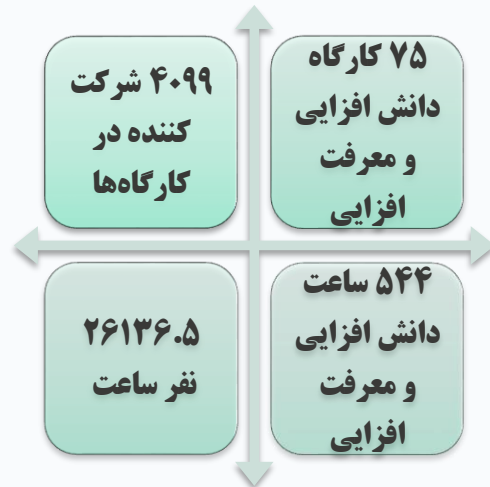 ۷۵ کارگاه
دانش افزایی
و معرفت
افزایی
۴۰۹۹ شرکت
کننده در
کارگاه‌ها
۵۴۴ ساعت
دانش افزایی
و معرفت
افزایی
۲۶۱۳۶.۵
نفر ساعت